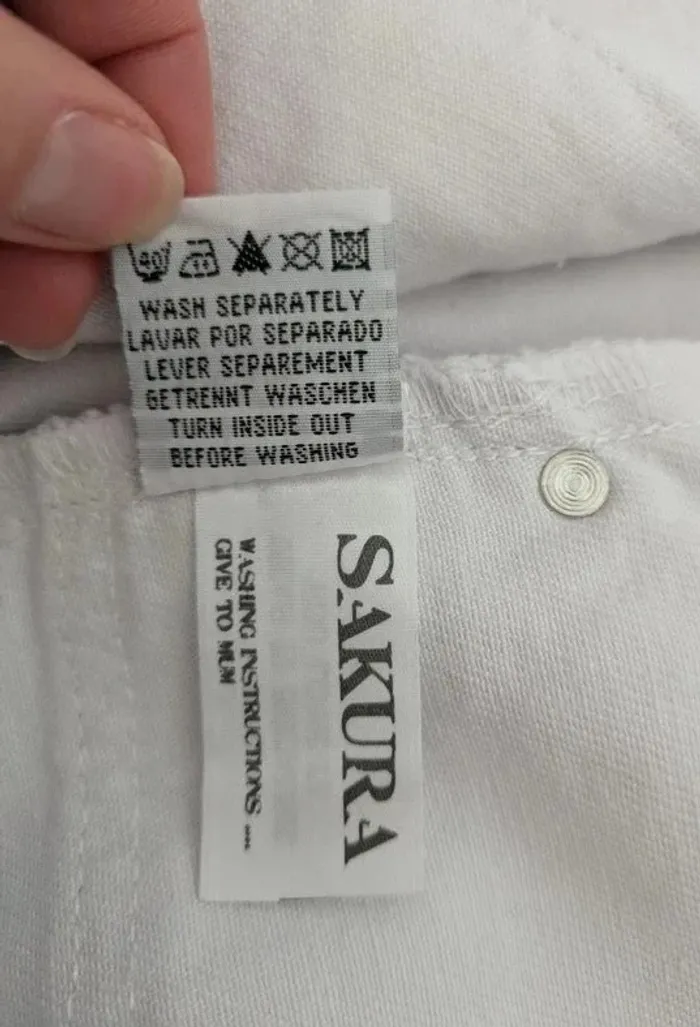 40
WASH SEPARATELY
LAVAR POR SEPARADO
LEVER SEPAREMENT
GETRENNT WASCHEN
TURN INSIDE OUT
BEFORE WASHING
SAKURA
WASHING INSTRUCTIONS ....
GIVE TO MUM